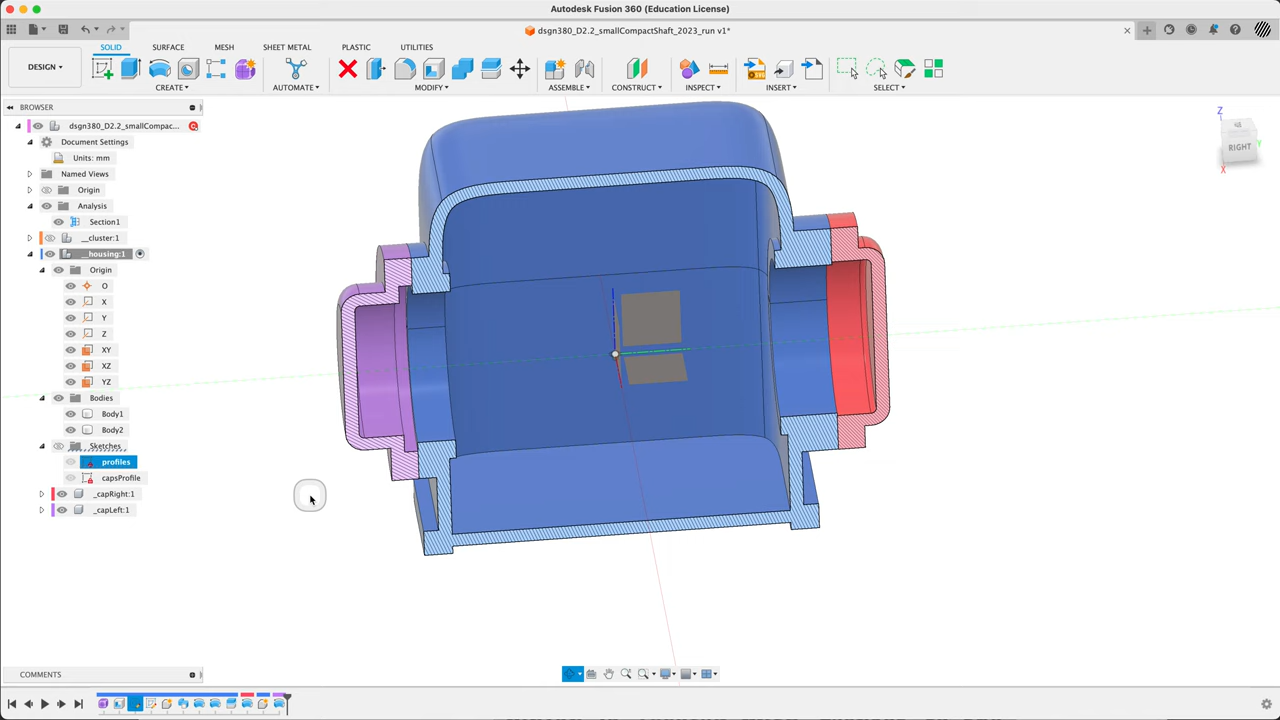 Autodesk Fusion 360 (Education License)
dsgn380_D2.2_smallCompactShaft_2023_run v1*
DESIGN
SOLID SURFACE MESH SHEET METAL PLASTIC UTILITIES
CREATE AUTOMATE MODIFY ASSEMBLE CONSTRUCT INSPECT INSERT SELECT
BROWSER
dsgn380_D2.2_smallCompac...
Document Settings
Units: mm
Named Views
Origin
Analysis
Section1
__cluster:1
__housing:1
Origin
O
X
Y
Z
XY
XZ
YZ
Bodies
Body1
Body2
Sketches
profiles
capsProfile
_capRight:1
_capLeft:1
Z
RIGHT
X
COMMENTS